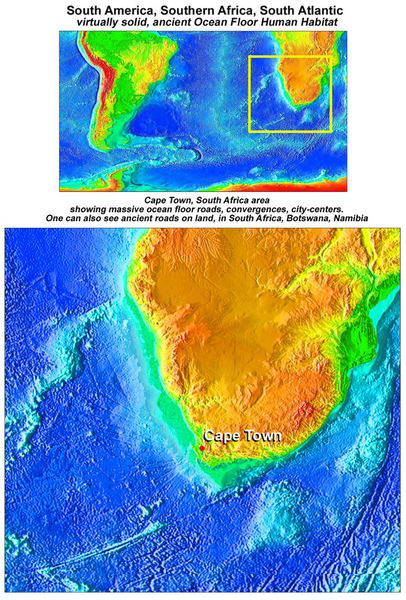 South America, Southern Africa, South Atlantic
virtually solid, ancient Ocean Floor Human Habitat
Cape Town, South Africa area
showing massive ocean floor roads, convergences, city-centers.
One can also see ancient roads on land, in South Africa, Botswana, Namibia
Cape Town